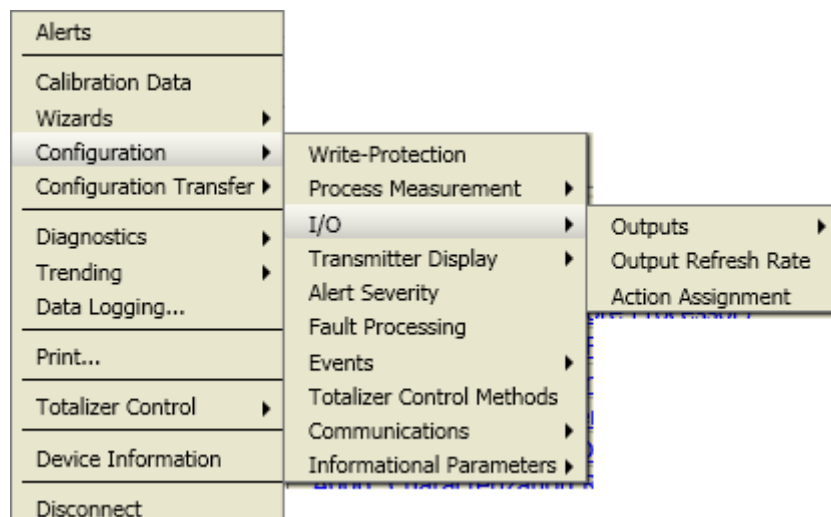 Alerts
Calibration Data
Wizards
Configuration
Configuration Transfer
Diagnostics
Trending
Data Logging...
Print...
Totalizer Control
Device Information
Disconnect
Write-Protection
Process Measurement
I/O
Transmitter Display
Alert Severity
Fault Processing
Events
Totalizer Control Methods
Communications
Informational Parameters
Outputs
Output Refresh Rate
Action Assignment